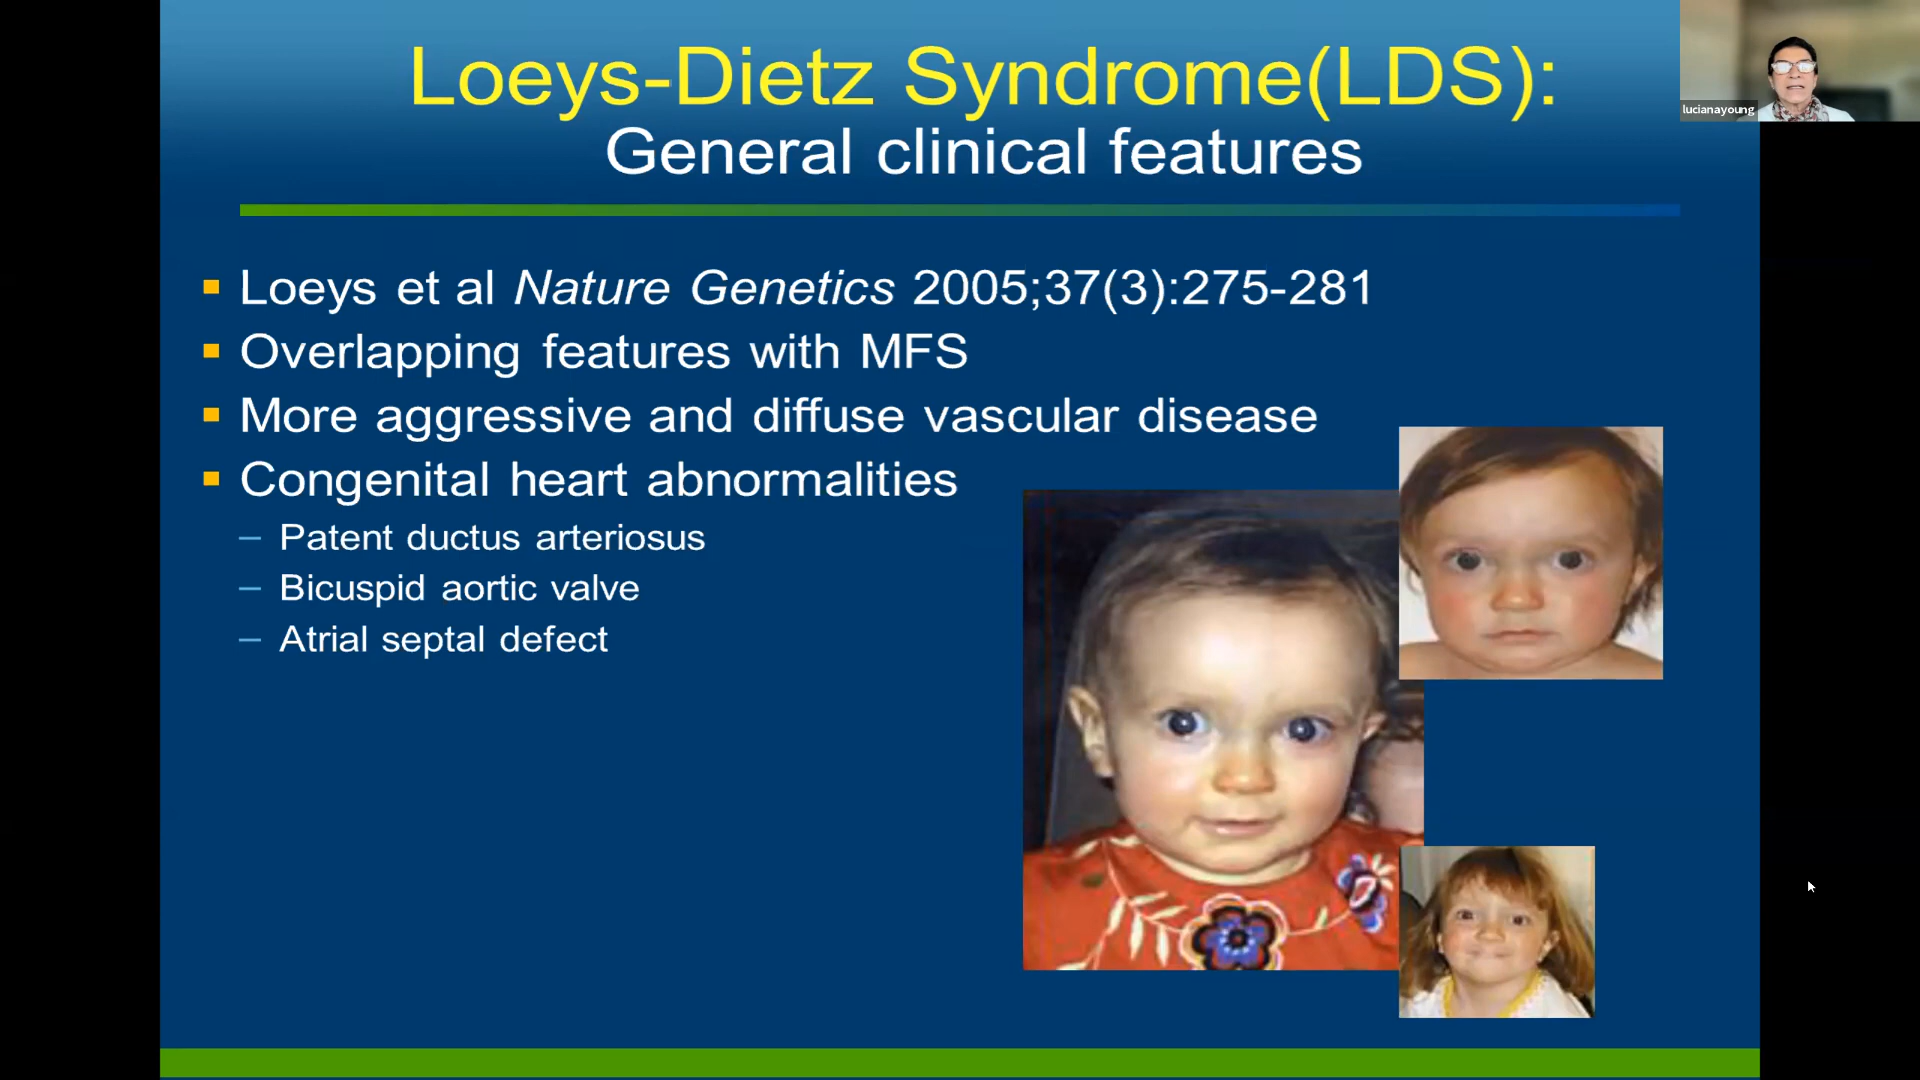 Loeys-Dietz Syndrome(LDS):
General clinical features
lucianayoung
Loeys et al Nature Genetics 2005;37(3):275-281
Overlapping features with MFS
More aggressive and diffuse vascular disease
Congenital heart abnormalities
– Patent ductus arteriosus
– Bicuspid aortic valve
– Atrial septal defect